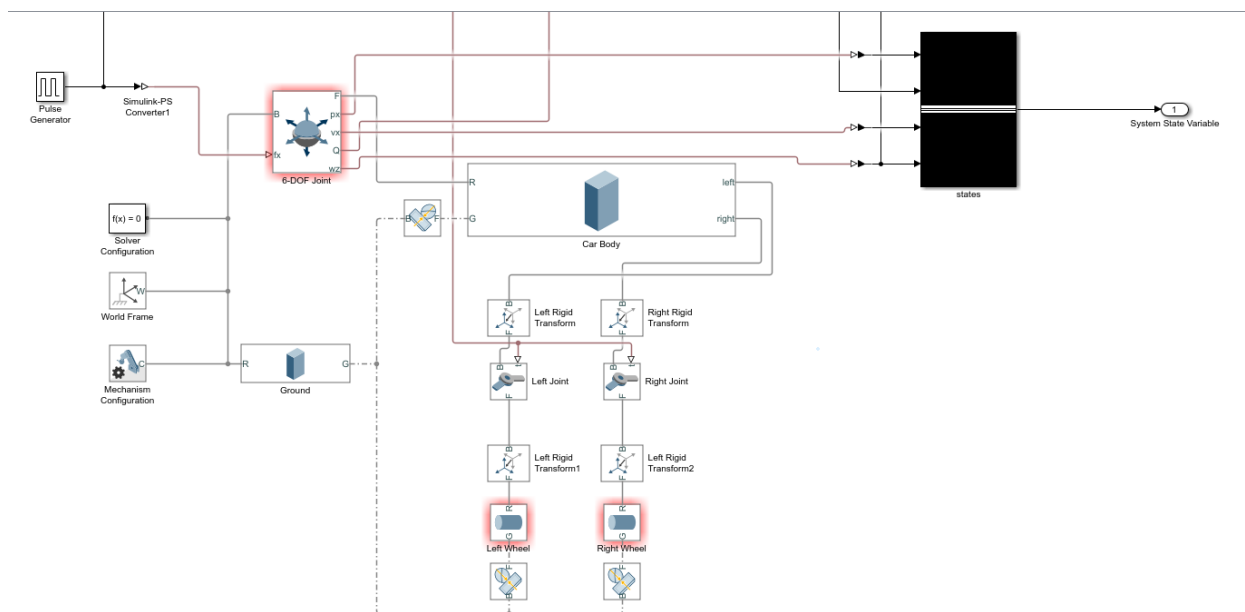 Pulse
Generator
Simulink-PS
Converter1
B
fx
F
px
vx
Q
wz
6-DOF Joint
1
System State Variable
states
R
G
left
right
Car Body
B
F
f(x) = 0
Solver
Configuration
W
World Frame
C
Mechanism
Configuration
R
G
Ground
B
F
Left Rigid
Transform
B
F
Right Rigid
Transform
B
t
F
Left Joint
B
t
F
Right Joint
B
F
Left Rigid
Transform1
B
F
Left Rigid
Transform2
R
G
Left Wheel
R
G
Right Wheel
F
B
F
B